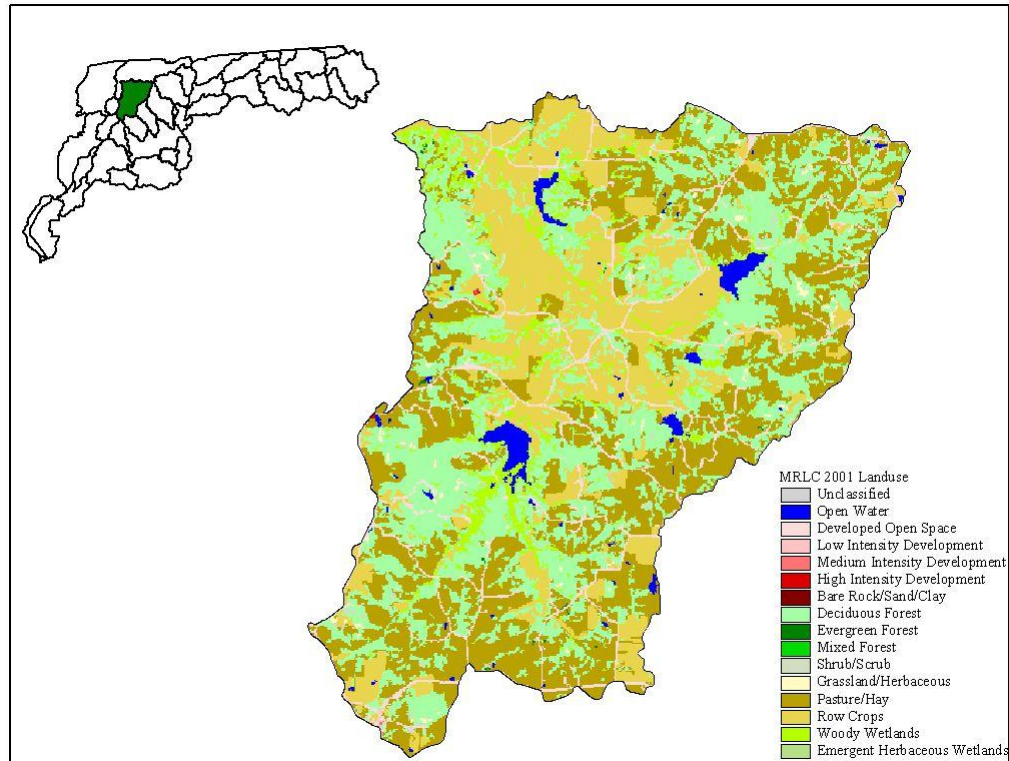 MRLC 2001 Landuse
Unclassified
Open Water
Developed Open Space
Low Intensity Development
Medium Intensity Development
High Intensity Development
Bare Rock/Sand/Clay
Deciduous Forest
Evergreen Forest
Mixed Forest
Shrub/Scrub
Grassland/Herbaceous
Pasture/Hay
Row Crops
Woody Wetlands
Emergent Herbaceous Wetlands